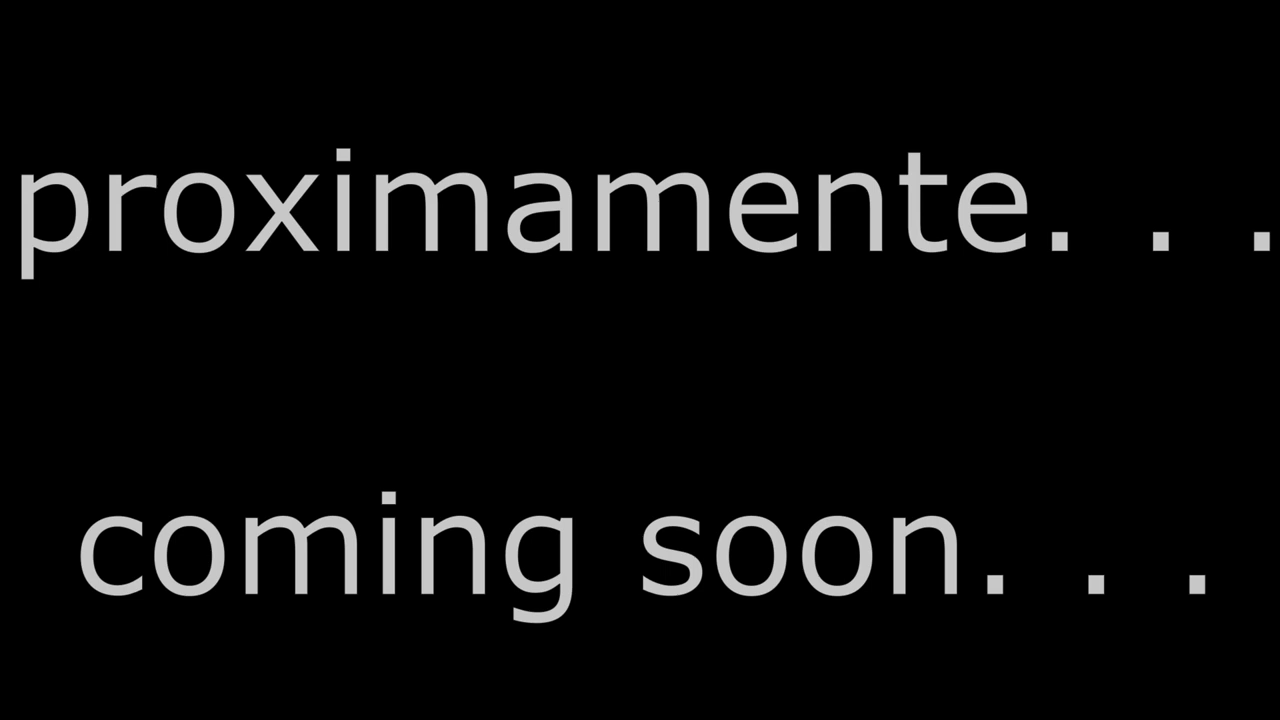 proximamente. . .
coming soon. . .